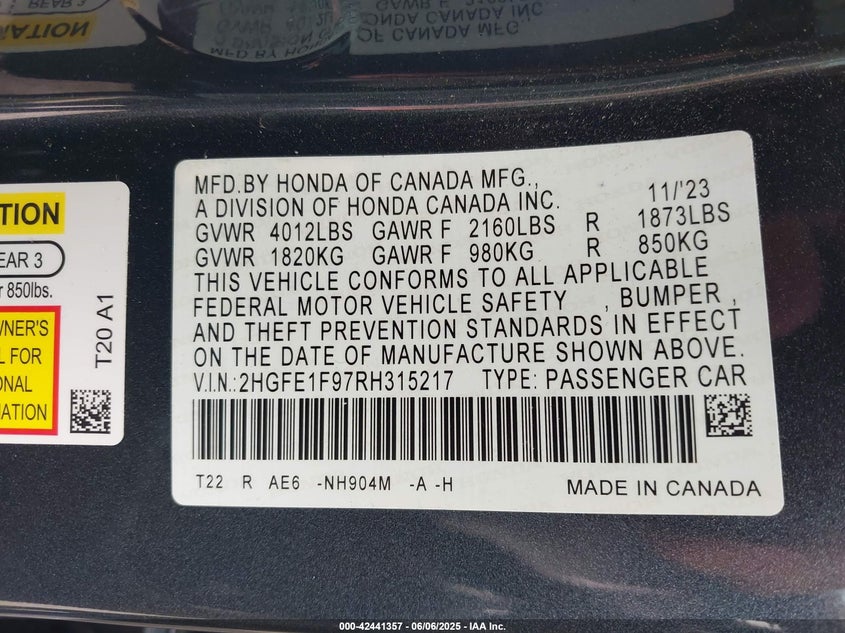 MFD.BY HONDA OF CANADA MFG.,
A DIVISION OF HONDA CANADA INC. 11/'23
GVWR 4012LBS GAWR F 2160LBS R 1873LBS
GVWR 1820KG GAWR F 980KG R 850KG
THIS VEHICLE CONFORMS TO ALL APPLICABLE
FEDERAL MOTOR VEHICLE SAFETY , BUMPER ,
AND THEFT PREVENTION STANDARDS IN EFFECT
ON THE DATE OF MANUFACTURE SHOWN ABOVE.
V.I.N.:2HGFE1F97RH315217 TYPE: PASSENGER CAR
T22 R AE6 -NH904M -A -H MADE IN CANADA
TION
EAR 3
r 850lbs.
WNER'S
L FOR
ONAL
MATION
T20 A1
000-42441357 - 06/06/2025 - IAA Inc.